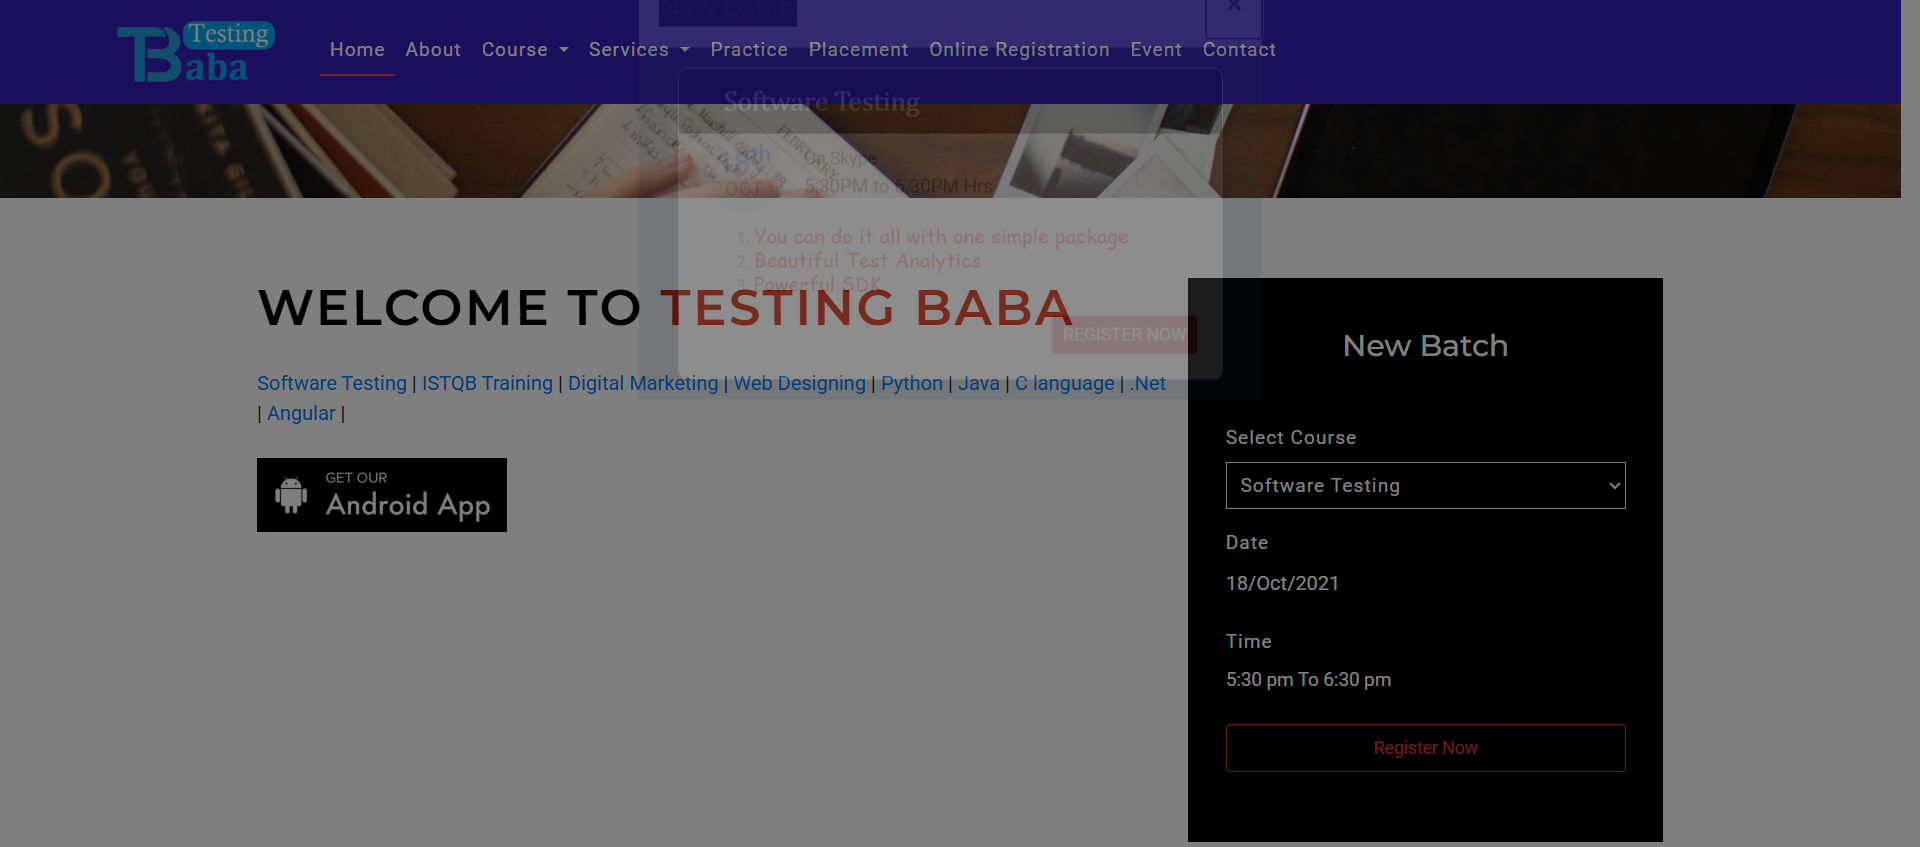 New batch
×
Testing
Baba
Home About Course Services Practice Placement Online Registration Event Contact
Software Testing
FEBRUARY
18th On Skype
OCT 5:30PM to 6:30PM Hrs
1. You can do it all with one simple package
2. Beautiful Test Analytics
3. Powerful SDK
REGISTER NOW
WELCOME TO TESTING BABA
Software Testing | ISTQB Training | Digital Marketing | Web Designing | Python | Java | C language | .Net
| Angular |
GET OUR
Android App
New Batch
Select Course
Software Testing
Date
18/Oct/2021
Time
5:30 pm To 6:30 pm
Register Now